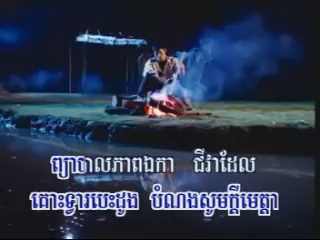 ព្យាបាលភាពឯកា ជីវាដែល
គោះទ្វារបេះដូង បំណងសូមក្ដីមេត្តា